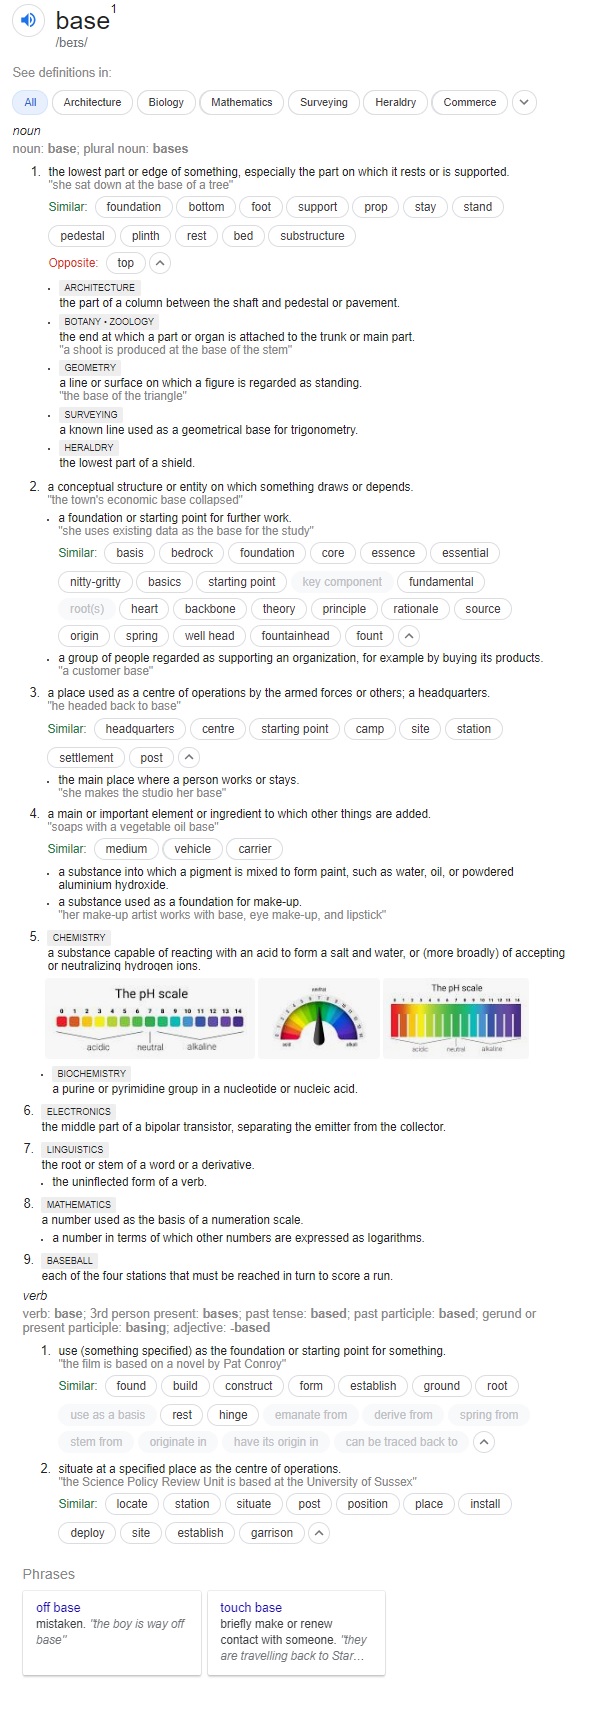 base1
/beɪs/
See definitions in:
All Architecture Biology Mathematics Surveying Heraldry Commerce
noun
noun: base; plural noun: bases
1. the lowest part or edge of something, especially the part on which it rests or is supported.
"she sat down at the base of a tree"
Similar: foundation bottom foot support prop stay stand
pedestal plinth rest bed substructure
Opposite: top
• ARCHITECTURE
the part of a column between the shaft and pedestal or pavement.
• BOTANY • ZOOLOGY
the end at which a part or organ is attached to the trunk or main part.
"a shoot is produced at the base of the stem"
• GEOMETRY
a line or surface on which a figure is regarded as standing.
"the base of the triangle"
• SURVEYING
a known line used as a geometrical base for trigonometry.
• HERALDRY
the lowest part of a shield.
2. a conceptual structure or entity on which something draws or depends.
"the town's economic base collapsed"
• a foundation or starting point for further work.
"she uses existing data as the base for the study"
Similar: basis bedrock foundation core essence essential
nitty-gritty basics starting point key component fundamental
root(s) heart backbone theory principle rationale source
origin spring well head fountainhead fount
• a group of people regarded as supporting an organization, for example by buying its products.
"a customer base"
3. a place used as a centre of operations by the armed forces or others; a headquarters.
"he headed back to base"
Similar: headquarters centre starting point camp site station
settlement post
• the main place where a person works or stays.
"she makes the studio her base"
4. a main or important element or ingredient to which other things are added.
"soaps with a vegetable oil base"
Similar: medium vehicle carrier
• a substance into which a pigment is mixed to form paint, such as water, oil, or powdered
aluminium hydroxide.
• a substance used as a foundation for make-up.
"her make-up artist works with base, eye make-up, and lipstick"
5. CHEMISTRY
a substance capable of reacting with an acid to form a salt and water, or (more broadly) of accepting
or neutralizing hydrogen ions.
The pH scale
0 1 2 3 4 5 6 7 8 9 10 11 12 13 14
acidic neutral alkaline
neutral
acid alkali
The pH scale
0 1 2 3 4 5 6 7 8 9 10 11 12 13 14
acidic neutral alkaline
• BIOCHEMISTRY
a purine or pyrimidine group in a nucleotide or nucleic acid.
6. ELECTRONICS
the middle part of a bipolar transistor, separating the emitter from the collector.
7. LINGUISTICS
the root or stem of a word or a derivative.
• the uninflected form of a verb.
8. MATHEMATICS
a number used as the basis of a numeration scale.
• a number in terms of which other numbers are expressed as logarithms.
9. BASEBALL
each of the four stations that must be reached in turn to score a run.
verb
verb: base; 3rd person present: bases; past tense: based; past participle: based; gerund or
present participle: basing; adjective: -based
1. use (something specified) as the foundation or starting point for something.
"the film is based on a novel by Pat Conroy"
Similar: found build construct form establish ground root
use as a basis rest hinge emanate from derive from spring from
stem from originate in have its origin in can be traced back to
2. situate at a specified place as the centre of operations.
"the Science Policy Review Unit is based at the University of Sussex"
Similar: locate station situate post position place install
deploy site establish garrison
Phrases
off base
mistaken. "the boy is way off
base"
touch base
briefly make or renew
contact with someone. "they
are travelling back to Star...